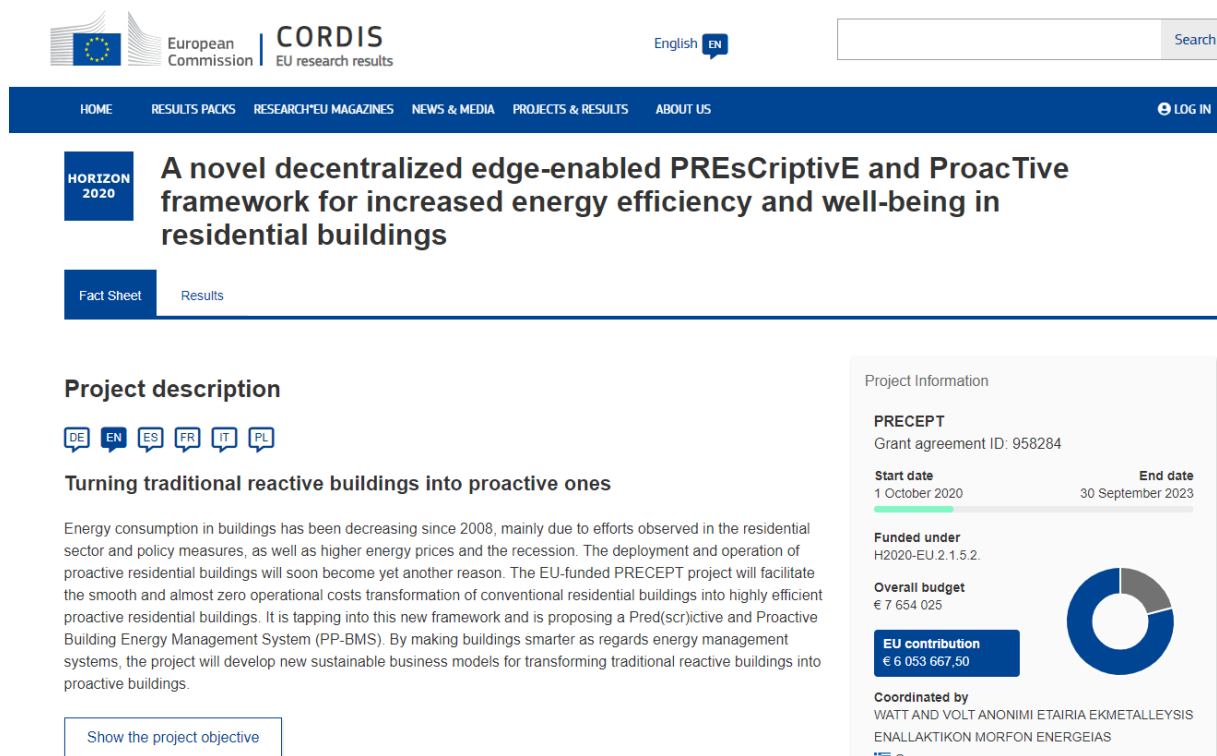 European
Commission
CORDIS
EU research results
English EN
Search
HOME
RESULTS PACKS
RESEARCH*EU MAGAZINES
NEWS & MEDIA
PROJECTS & RESULTS
ABOUT US
LOG IN
HORIZON
2020
A novel decentralized edge-enabled PREsCriptivE and ProacTive
framework for increased energy efficiency and well-being in
residential buildings
Fact Sheet
Results
Project description
DE EN ES FR IT PL
Turning traditional reactive buildings into proactive ones
Energy consumption in buildings has been decreasing since 2008, mainly due to efforts observed in the residential
sector and policy measures, as well as higher energy prices and the recession. The deployment and operation of
proactive residential buildings will soon become yet another reason. The EU-funded PRECEPT project will facilitate
the smooth and almost zero operational costs transformation of conventional residential buildings into highly efficient
proactive residential buildings. It is tapping into this new framework and is proposing a Pred(scr)ictive and Proactive
Building Energy Management System (PP-BMS). By making buildings smarter as regards energy management
systems, the project will develop new sustainable business models for transforming traditional reactive buildings into
proactive buildings.
Show the project objective
Project Information
PRECEPT
Grant agreement ID: 958284
Start date
1 October 2020
End date
30 September 2023
Funded under
H2020-EU.2.1.5.2.
Overall budget
€ 7 654 025
EU contribution
€ 6 053 667,50
Coordinated by
WATT AND VOLT ANONIMI ETAIRIA EKMETALLEYSIS
ENALLAKTIKON MORFON ENERGEIAS